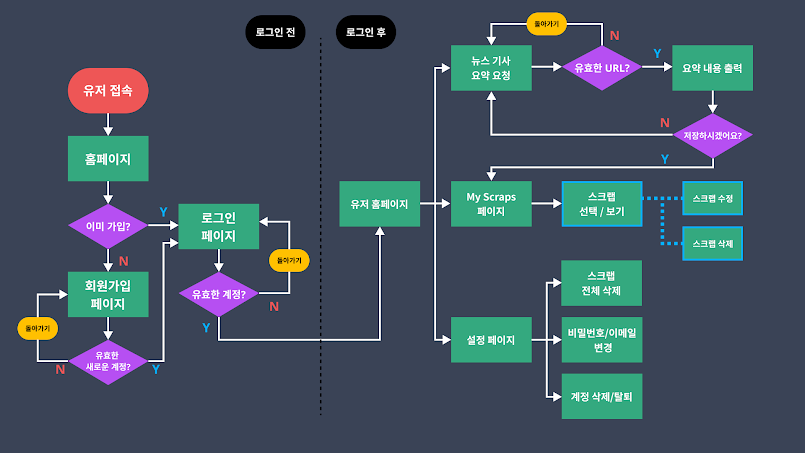 로그인 전
로그인 후
유저 접속
홈페이지
이미 가입?
Y
N
로그인
페이지
돌아가기
회원가입
페이지
유효한 계정?
N
Y
돌아가기
유효한
새로운 계정?
N
Y
돌아가기
N
뉴스 기사
요약 요청
유효한 URL?
Y
요약 내용 출력
저장하시겠어요?
N
Y
유저 홈페이지
My Scraps
페이지
스크랩
선택 / 보기
스크랩 수정
스크랩 삭제
설정 페이지
스크랩
전체 삭제
비밀번호/이메일
변경
계정 삭제/탈퇴